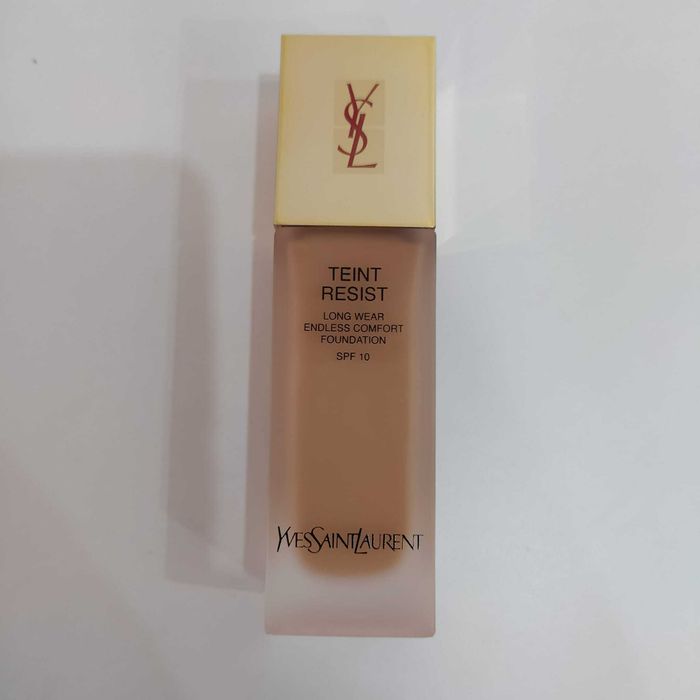 YSL
TEINT
RESIST
LONG WEAR
ENDLESS COMFORT
FOUNDATION
SPF 10
YVESSAINTLAURENT